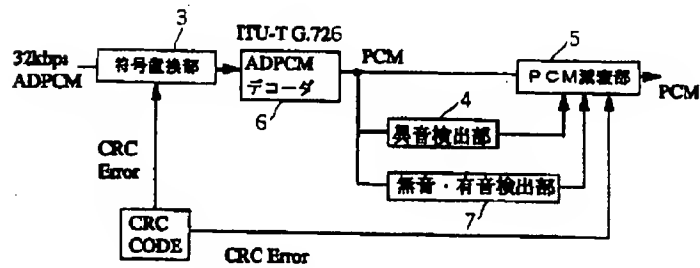 3
ITU-T G.726
5
32kbps
ADPCM
符号置換部
ADPCM
デコーダ
6
PCM
PCM減衰部
PCM
4
異音検出部
CRC
Error
無音・有音検出部
7
CRC
CODE
CRC Error